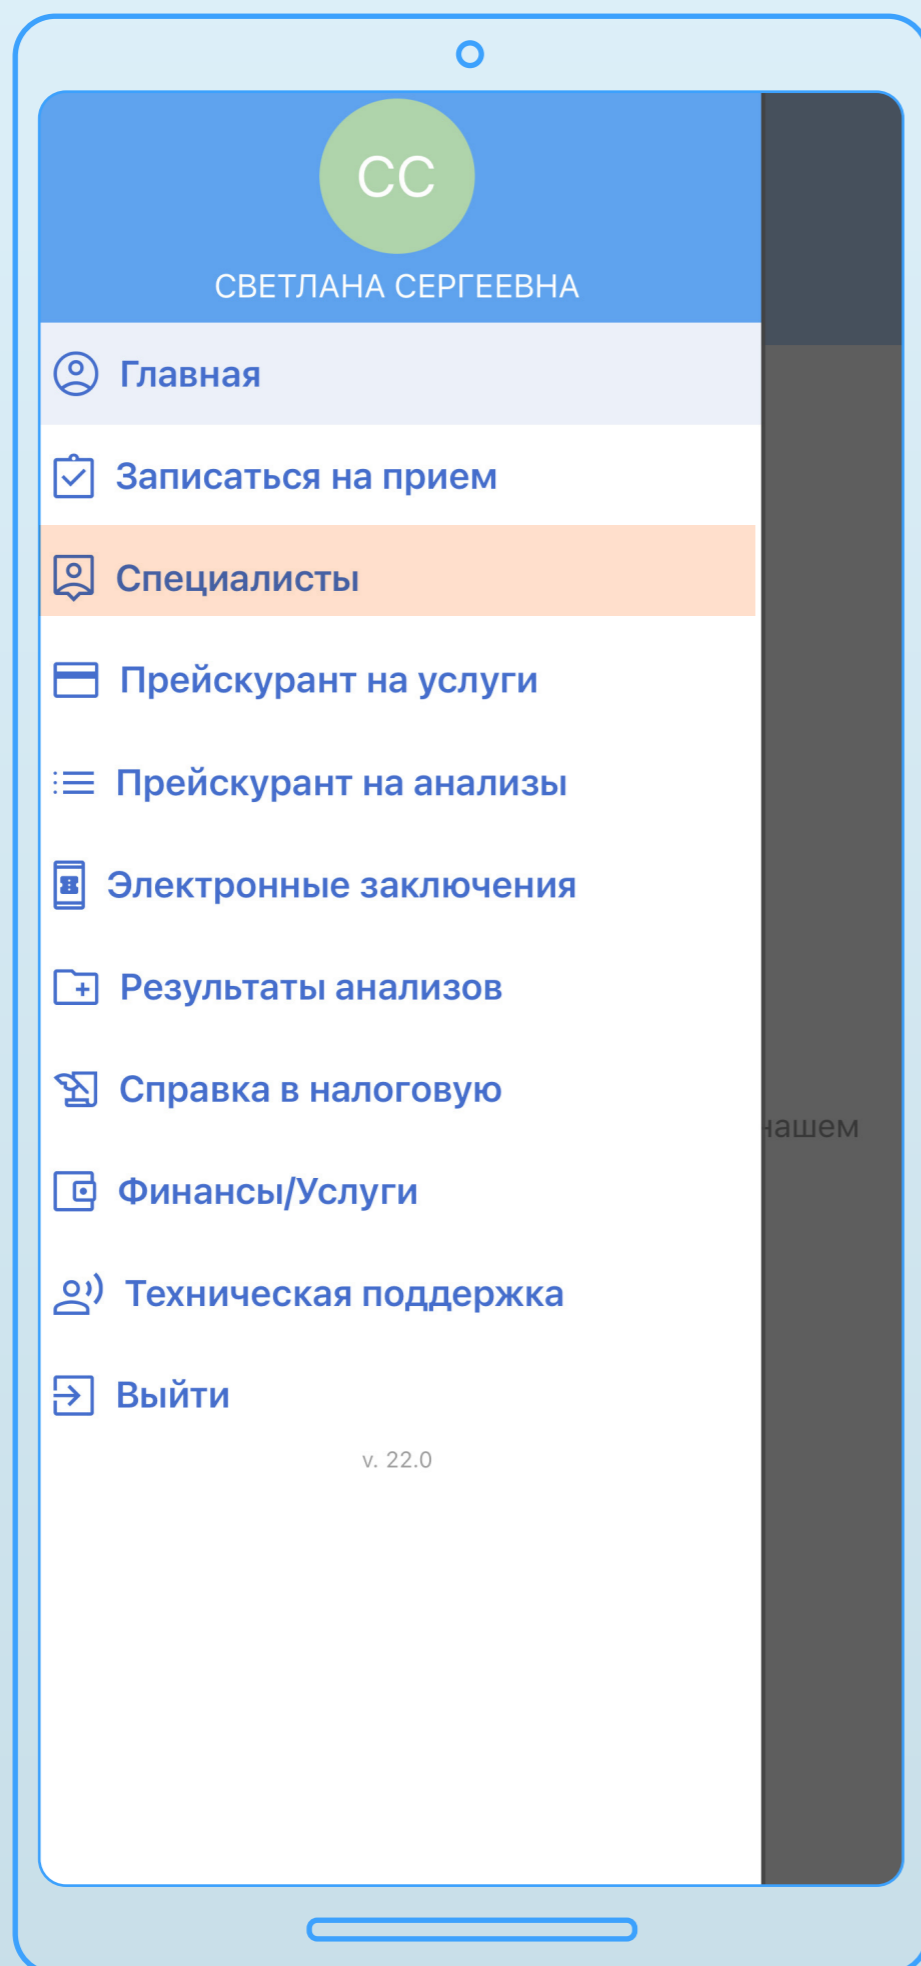 СС
СВЕТЛАНА СЕРГЕЕВНА
Главная
Записаться на прием
Специалисты
Прейскурант на услуги
Прейскурант на анализы
Электронные заключения
Результаты анализов
Справка в налоговую
нашем
Финансы/Услуги
Техническая поддержка
Выйти
v. 22.0